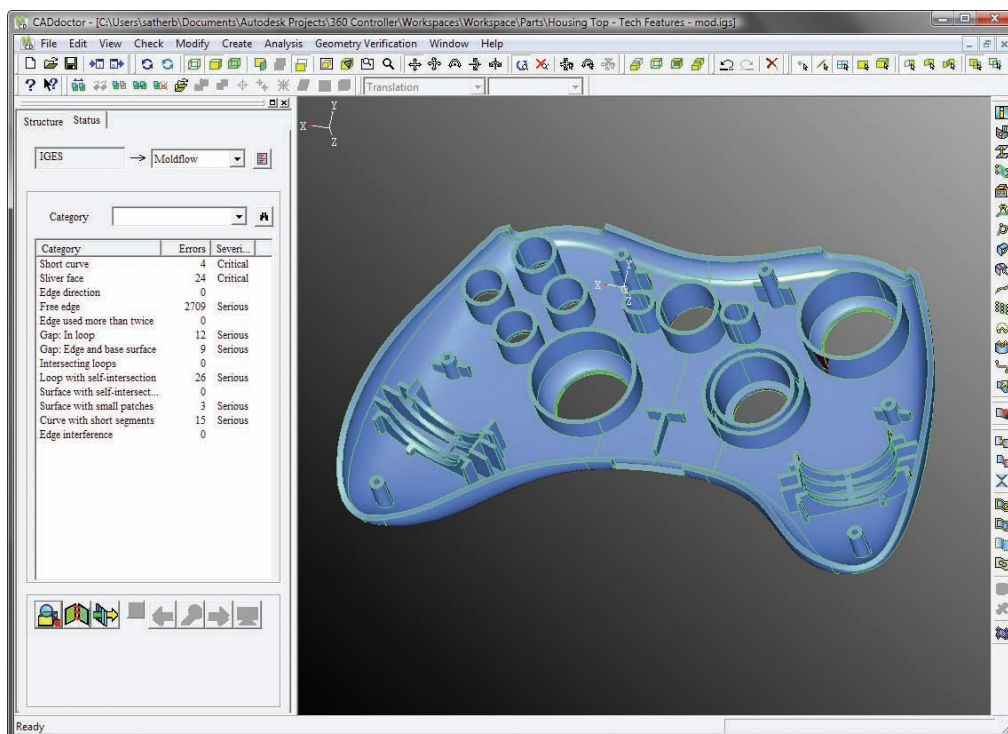 CADdoctor - [C:\Users\satherb\Documents\Autodesk Projects\360 Controller\Workspaces\Workspace\Parts\Housing Top - Tech Features - mod.igs]
File Edit View Check Modify Create Analysis Geometry Verification Window Help
Translation
Structure Status
X Y Z
IGES Moldflow
Category
Category Errors Severi...
Short curve 4 Critical
Sliver face 24 Critical
Edge direction 0
Free edge 2709 Serious
Edge used more than twice 0
Gap: In loop 12 Serious
Gap: Edge and base surface 9 Serious
Intersecting loops 0
Loop with self-intersection 26 Serious
Surface with self-intersect... 0
Surface with small patches 3 Serious
Curve with short segments 15 Serious
Edge interference 0
X Y Z
Ready